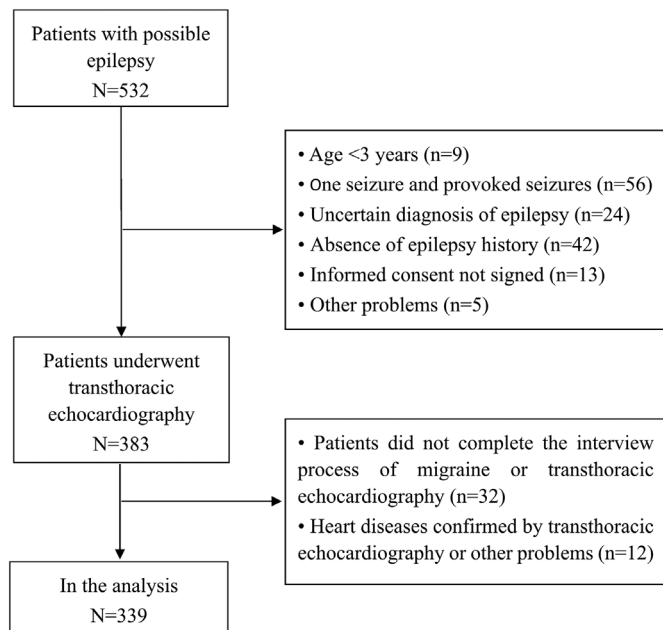 Patients with possible
epilepsy
N=532
• Age <3 years (n=9)
• One seizure and provoked seizures (n=56)
• Uncertain diagnosis of epilepsy (n=24)
• Absence of epilepsy history (n=42)
• Informed consent not signed (n=13)
• Other problems (n=5)
Patients underwent
transthoracic
echocardiography
N=383
• Patients did not complete the interview
process of migraine or transthoracic
echocardiography (n=32)
• Heart diseases confirmed by transthoracic
echocardiography or other problems (n=12)
In the analysis
N=339